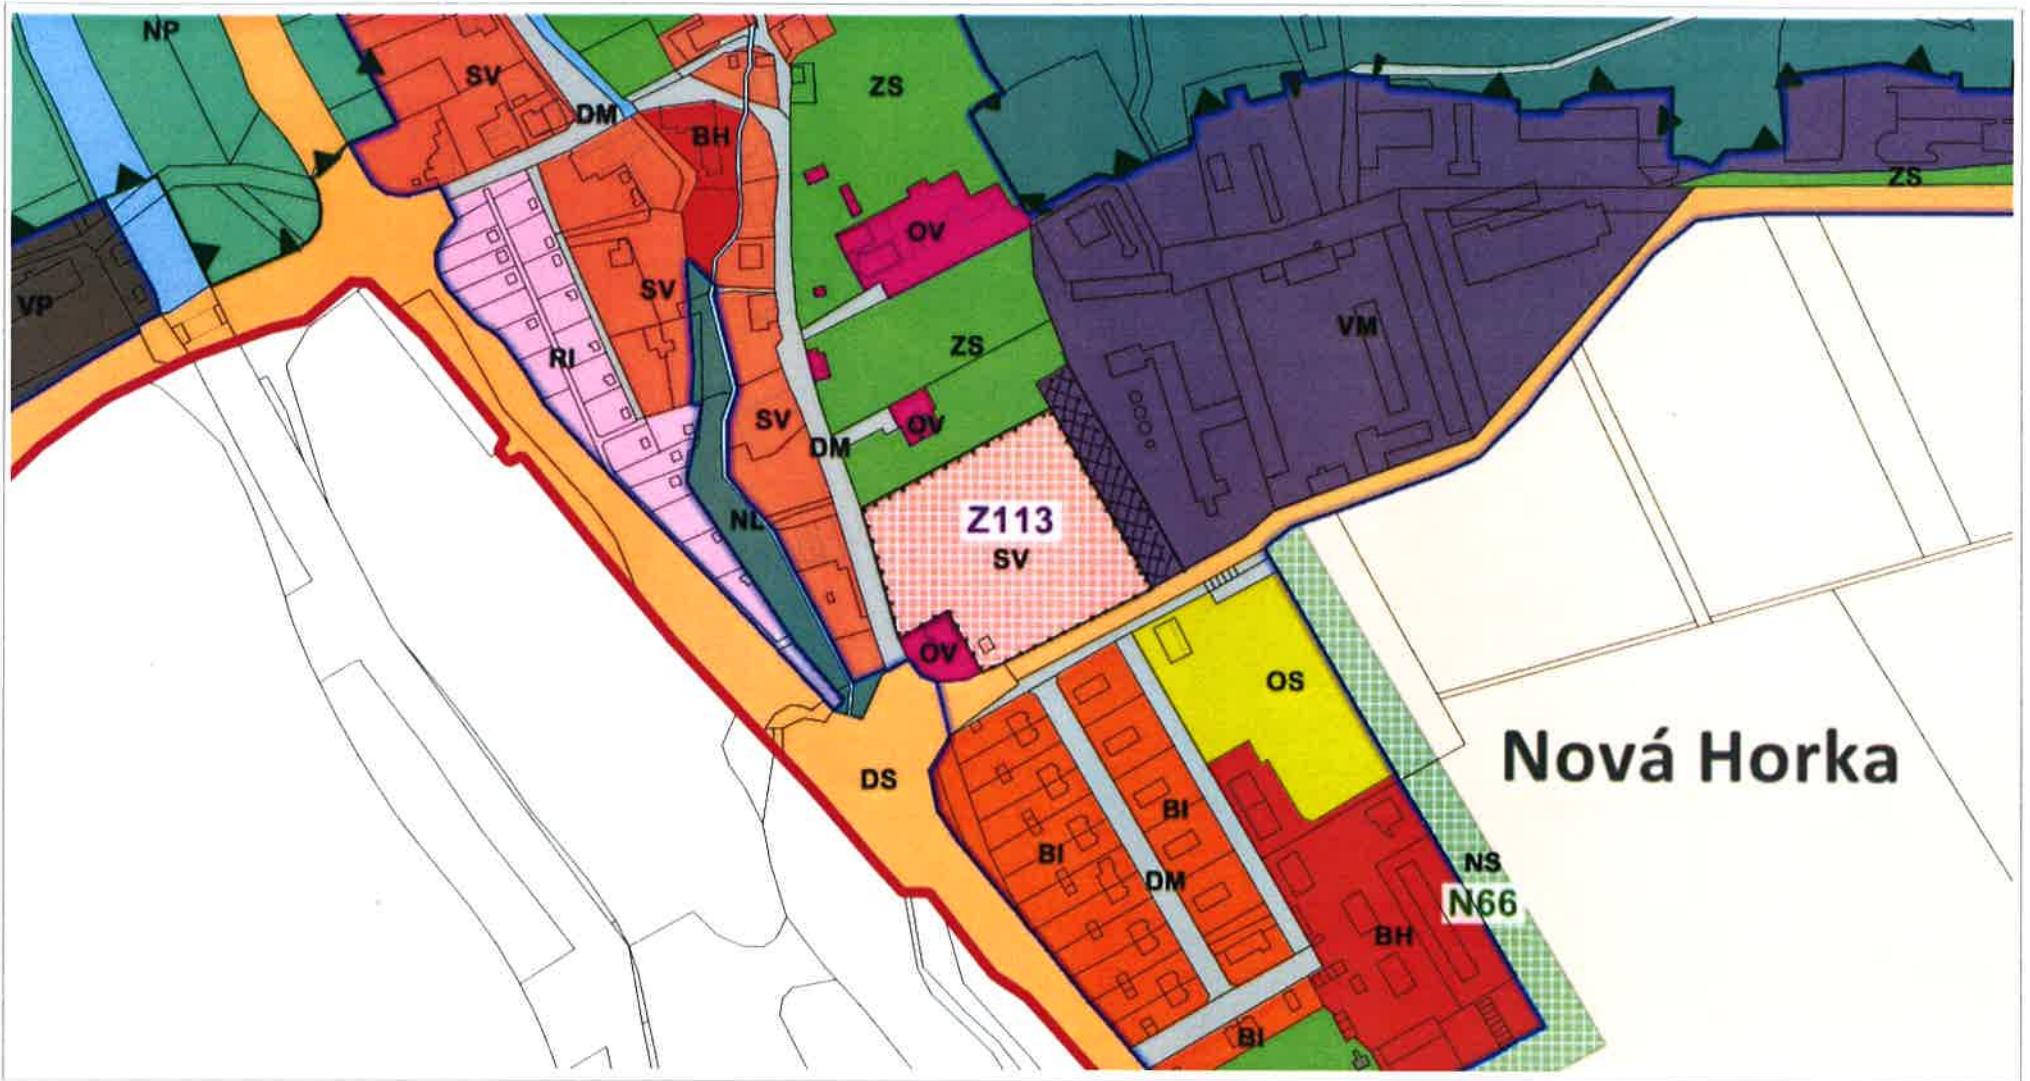 NP
SV
ZS
DM
BH
ZS
OV
VP
SV
VM
RI
ZS
SV
OV
DM
NL
Z113
SV
OV
OS
Nová Horka
DS
BI
BI
NS
DM
N66
BH
BI